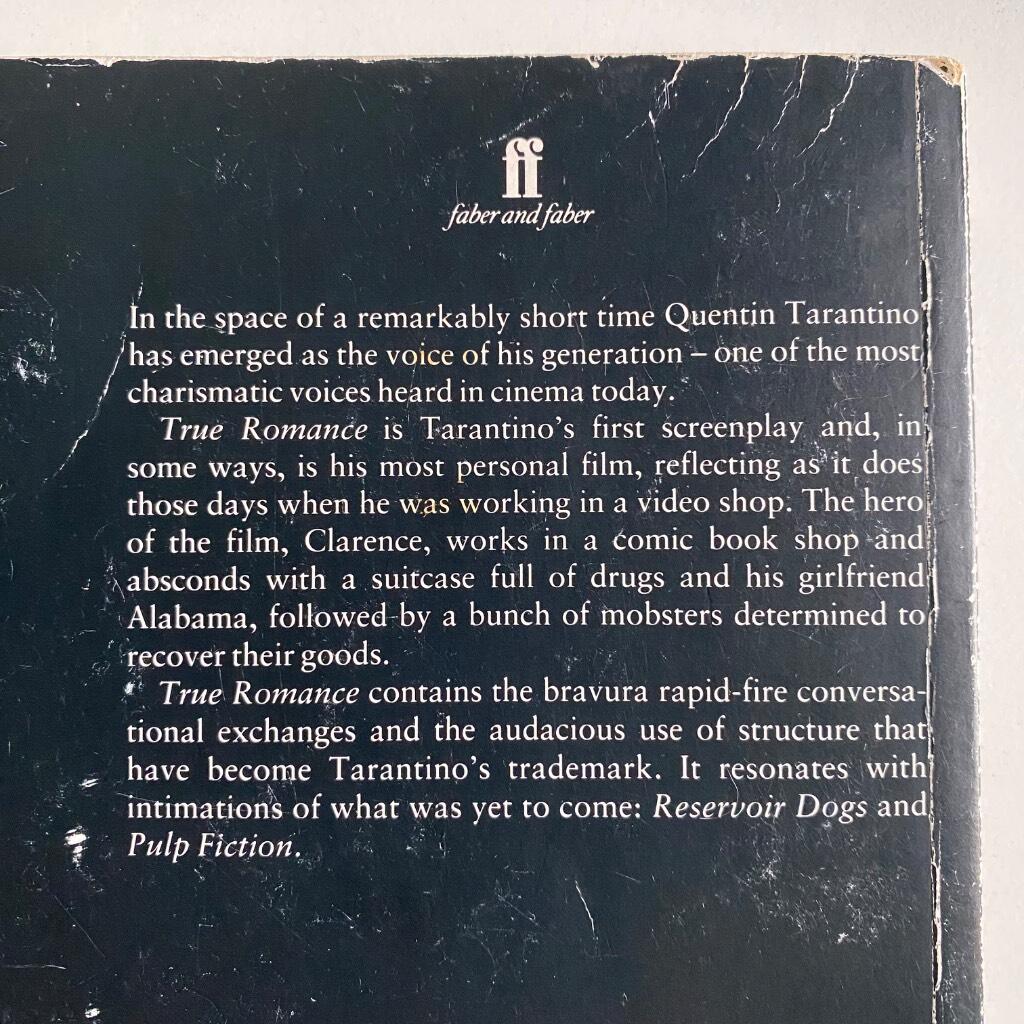 ff
faber and faber
In the space of a remarkably short time Quentin Tarantino
has emerged as the voice of his generation – one of the most
charismatic voices heard in cinema today.
True Romance is Tarantino's first screenplay and, in
some ways, is his most personal film, reflecting as it does
those days when he was working in a video shop. The hero
of the film, Clarence, works in a comic book shop and
absconds with a suitcase full of drugs and his girlfriend
Alabama, followed by a bunch of mobsters determined to
recover their goods.
True Romance contains the bravura rapid-fire conversa-
tional exchanges and the audacious use of structure that
have become Tarantino's trademark. It resonates with
intimations of what was yet to come: Reservoir Dogs and
Pulp Fiction.